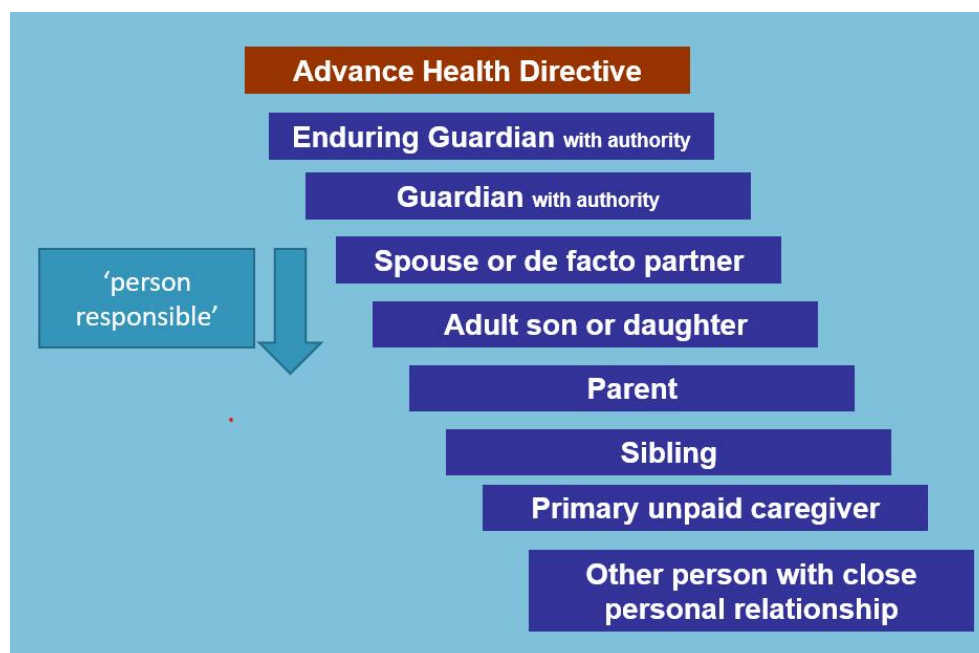 Advance Health Directive
Enduring Guardian with authority
Guardian with authority
Spouse or de facto partner
‘person
responsible’
Adult son or daughter
Parent
Sibling
Primary unpaid caregiver
Other person with close
personal relationship